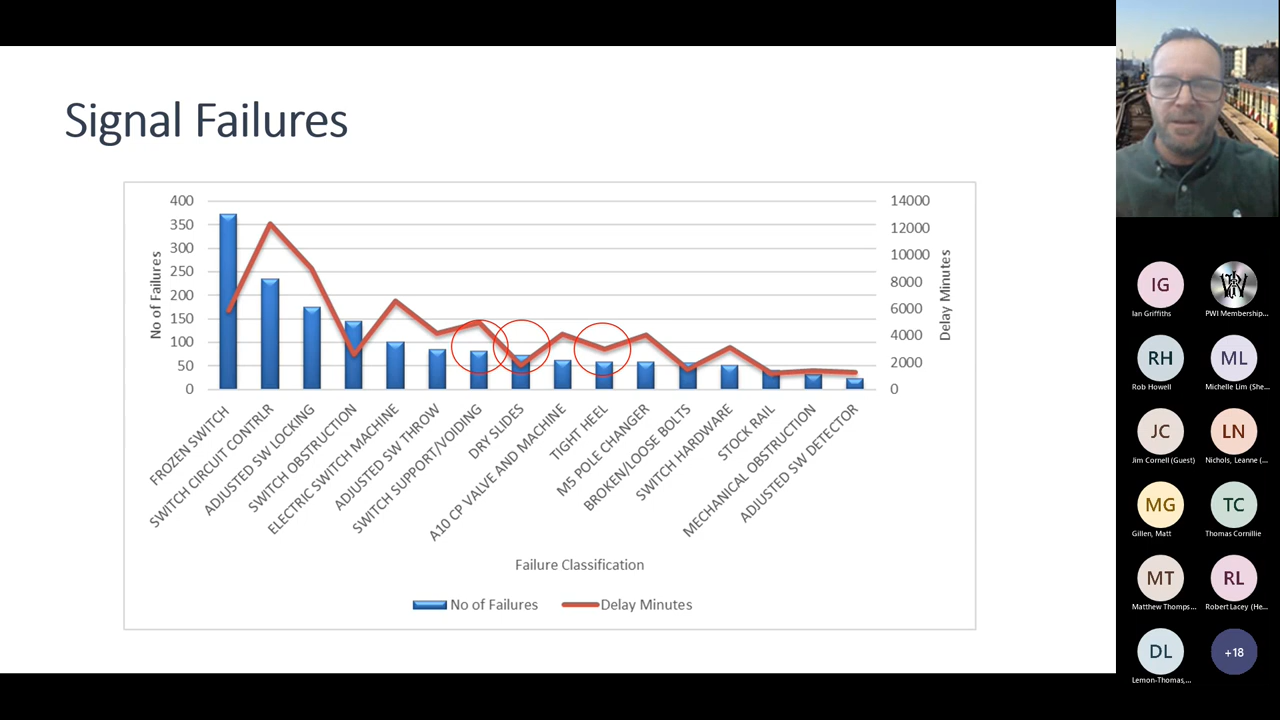 Signal Failures
400
350
300
250
200
150
100
50
0
No of Failures
14000
12000
10000
8000
6000
4000
2000
0
Delay Minutes
FROZEN SWITCH
SWITCH CIRCUIT CONTRLR
ADJUSTED SW LOCKING
SWITCH OBSTRUCTION
ELECTRIC SWITCH MACHINE
ADJUSTED SW THROW
SWITCH SUPPORT/VOIDING
DRY SLIDES
A10 CP VALVE AND MACHINE
TIGHT HEEL
M5 POLE CHANGER
BROKEN/LOOSE BOLTS
SWITCH HARDWARE
STOCK RAIL
MECHANICAL OBSTRUCTION
ADJUSTED SW DETECTOR
Failure Classification
No of Failures Delay Minutes
IG
Ian Griffiths PWI Membership...
RH ML
Rob Howell Michelle Lim (She...
JC LN
Jim Cornell (Guest) Nichols, Leanne (...
MG TC
Gillen, Matt Thomas Cornillie
MT RL
Matthew Thomps... Robert Lacey (He...
DL +18
Lemon-Thomas,...